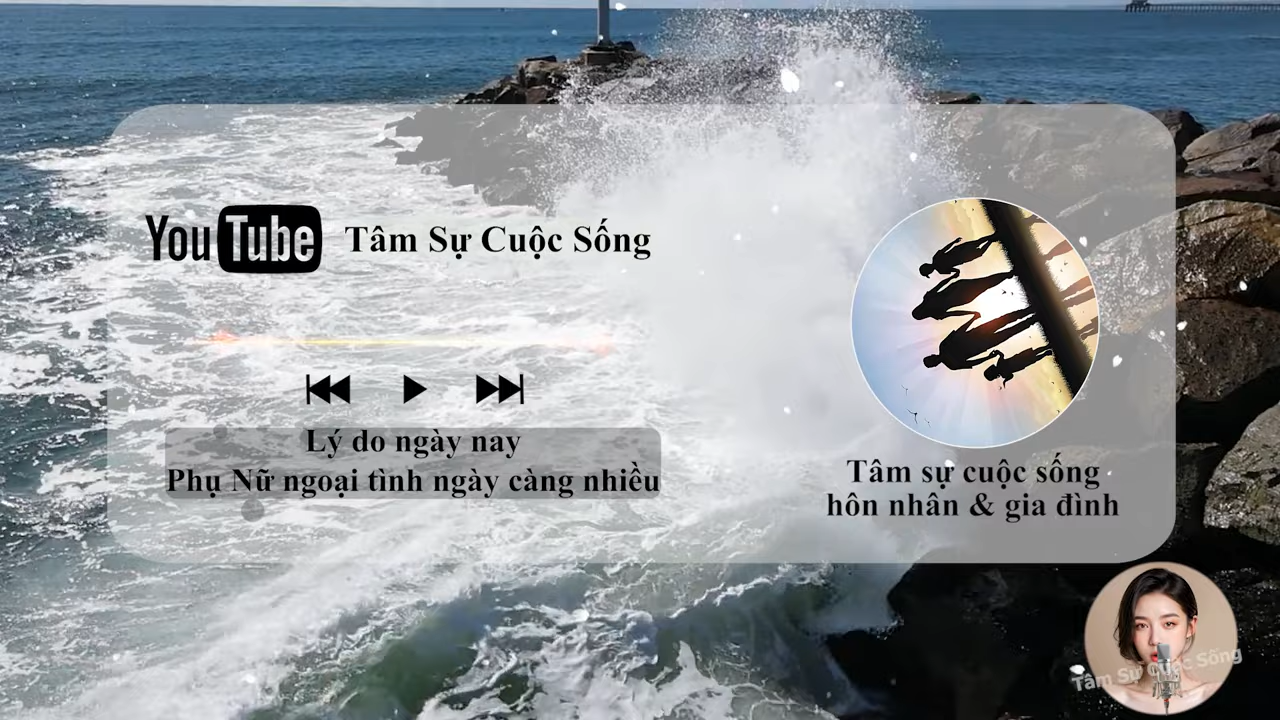 YouTube Tâm Sự Cuộc Sống
Lý do ngày nay
Phụ Nữ ngoại tình ngày càng nhiều
Tâm sự cuộc sống
hôn nhân & gia đình
Tâm Sự Cuộc Sống